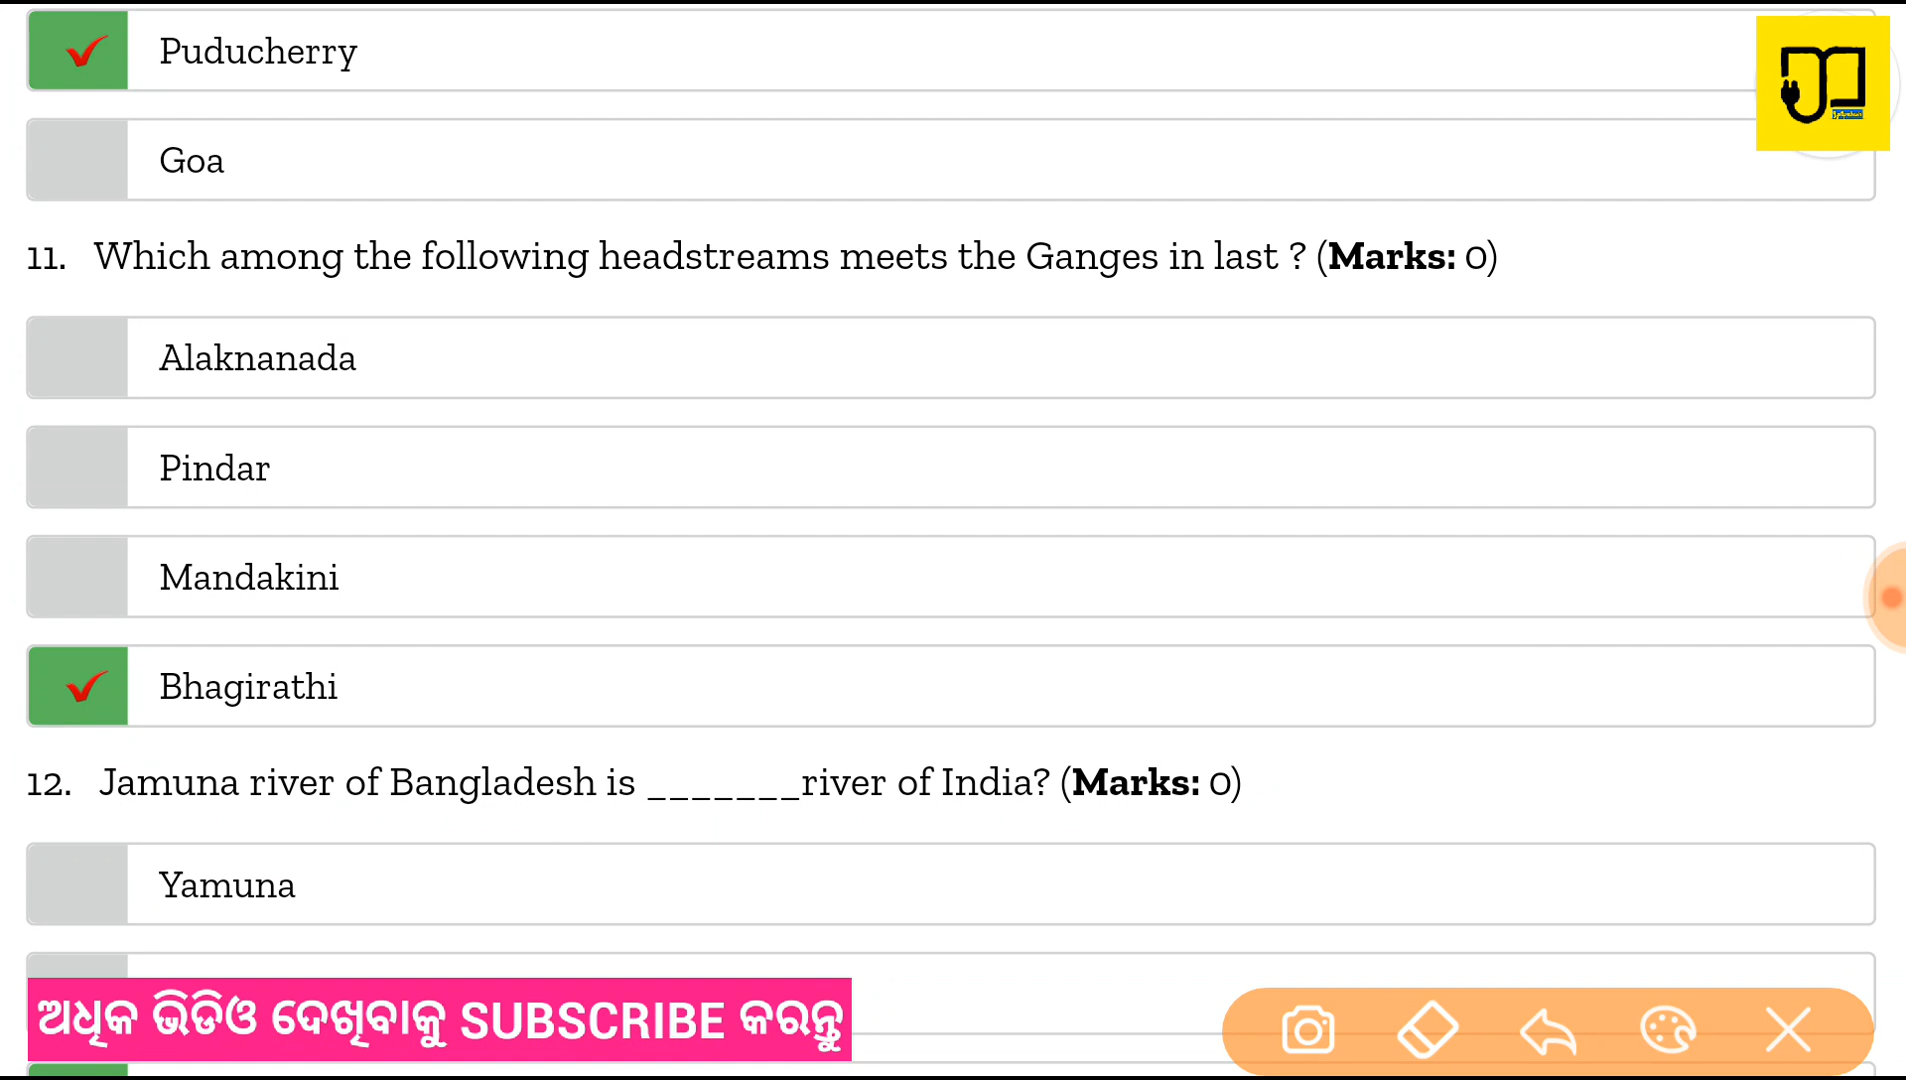 Puducherry
Goa
11. Which among the following headstreams meets the Ganges in last ? (Marks: 0)
Alaknanada
Pindar
Mandakini
Bhagirathi
12. Jamuna river of Bangladesh is _______river of India? (Marks: 0)
Yamuna
ଅଧିକ ଭିଡିଓ ଦେଖିବାକୁ SUBSCRIBE କରନ୍ତୁ